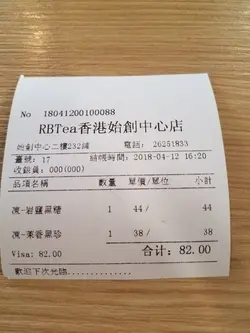 No 18041200100088
RBTea香港始創中心店
始創中心二樓232鋪 電話: 26251833
臺號: 17 結帳時間: 2018-04-12 16:20
收銀員: 000(000)
品項名稱 數量 單價/單位 小計
凍-岩鹽黑糖 1 44/ 44
凍-茉香黑珍 1 38/ 38
Visa: 82.00 合计: 82.00
歡迎下次光臨..............